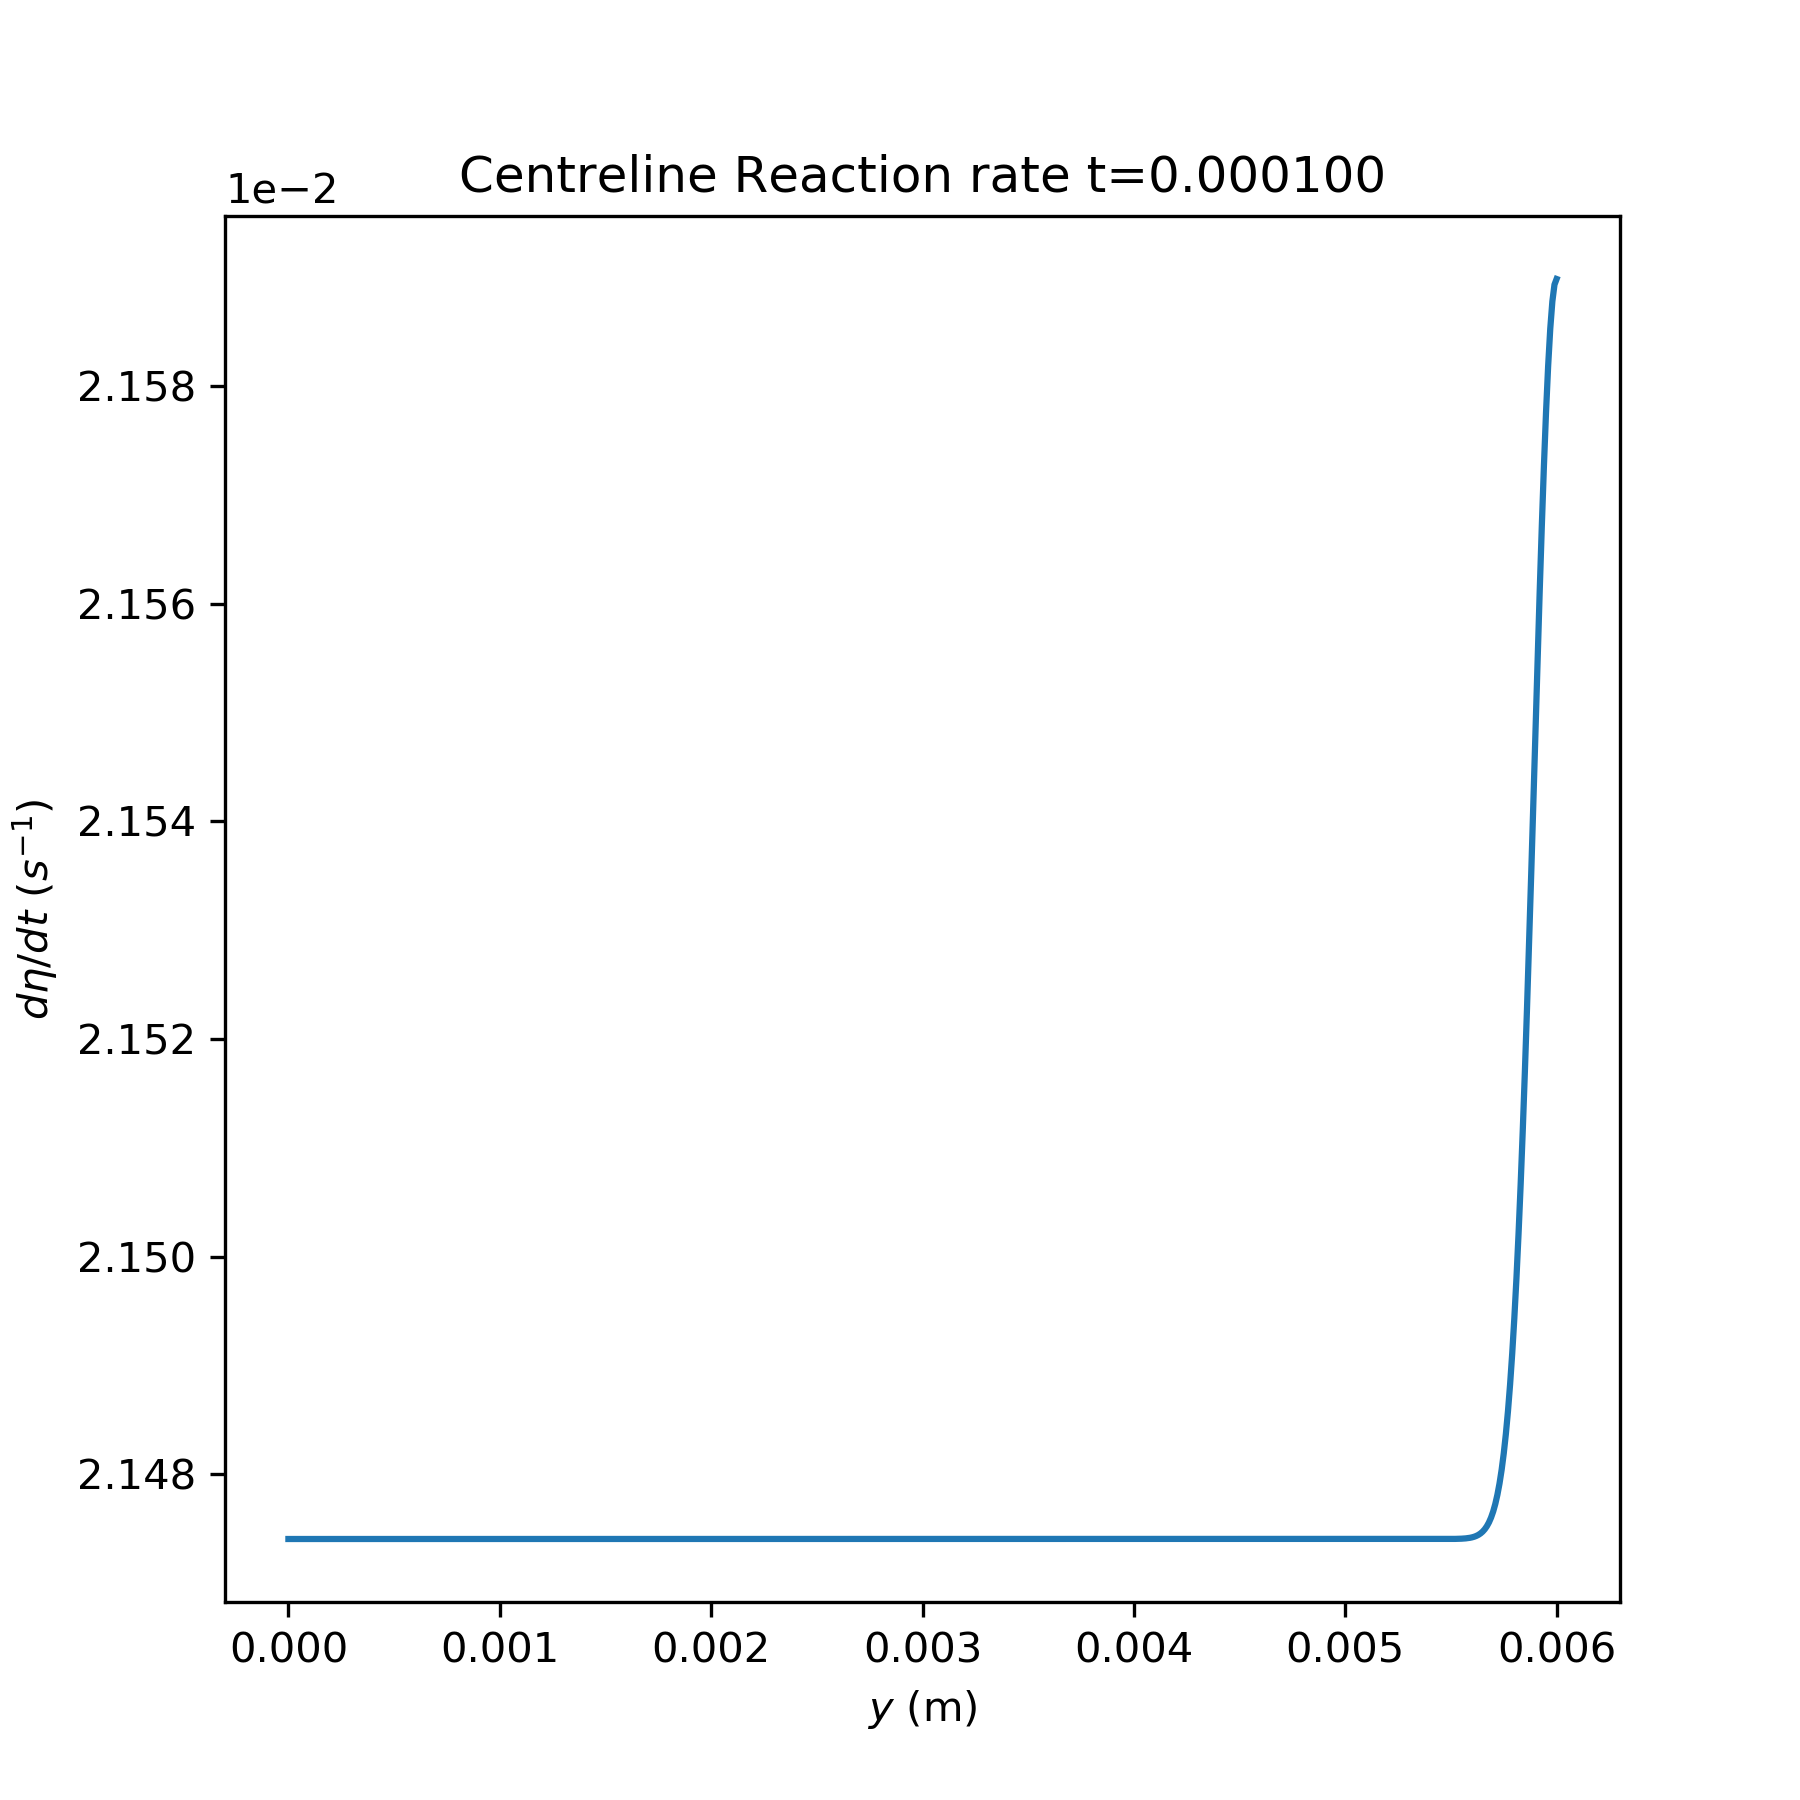 Centreline Reaction rate t=0.000100
1e−2
2.158
2.156
2.154
2.152
2.150
2.148
dη/dt (s⁻¹)
0.000 0.001 0.002 0.003 0.004 0.005 0.006
y (m)